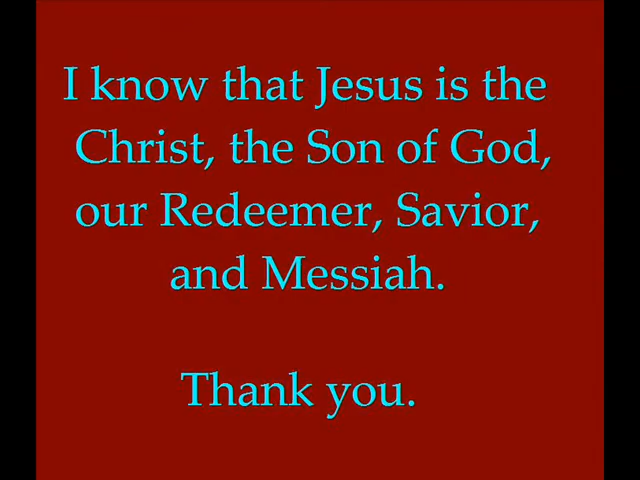 I know that Jesus is the
Christ, the Son of God,
our Redeemer, Savior,
and Messiah.
Thank you.